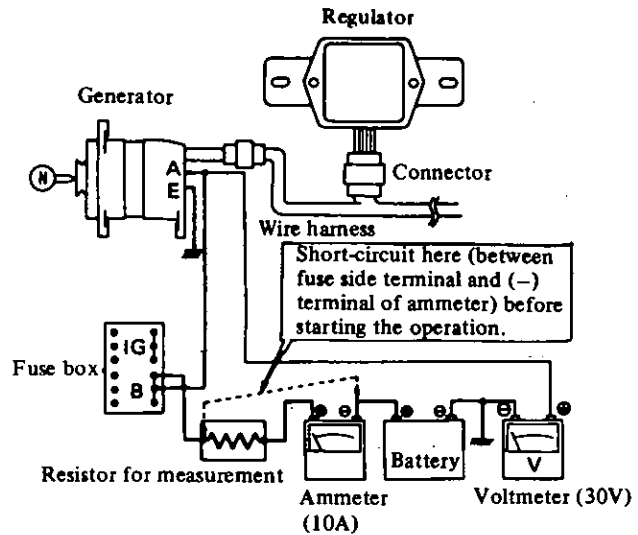 Regulator
Generator
N
A
E
Connector
Wire harness
Short-circuit here (between
fuse side terminal and (−)
terminal of ammeter) before
starting the operation.
IG
Fuse box
B
⊕ ⊖ ⊕ ⊖ ⊖ ⊕
Battery
V
Resistor for measurement
Ammeter
(10A)
Voltmeter (30V)